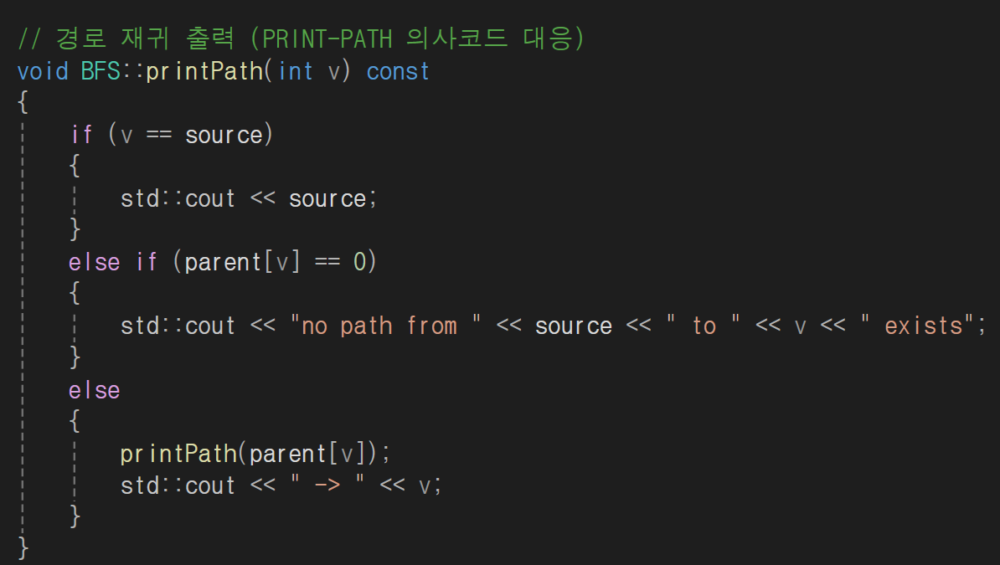 // 경로 재귀 출력 (PRINT-PATH 의사코드 대응)
void BFS::printPath(int v) const
{
    if (v == source)
    {
        std::cout << source;
    }
    else if (parent[v] == 0)
    {
        std::cout << "no path from " << source << " to " << v << " exists";
    }
    else
    {
        printPath(parent[v]);
        std::cout << " -> " << v;
    }
}